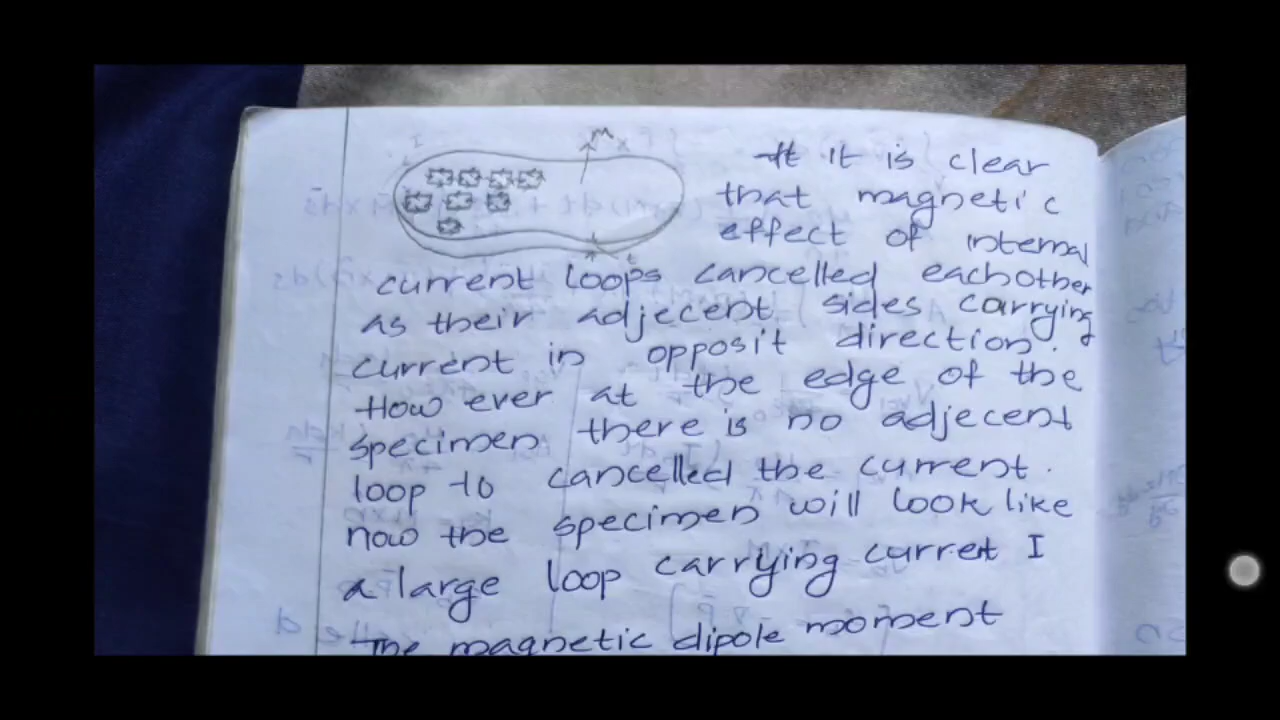 It is clear
that magnetic
effect of internal
current loops cancelled eachother
as their adjecent sides carrying
current in opposit direction.
How ever at the edge of the
specimen there is no adjecent
loop to cancelled the current.
now the specimen will look like
a large loop carrying current I
The magnetic dipole moment